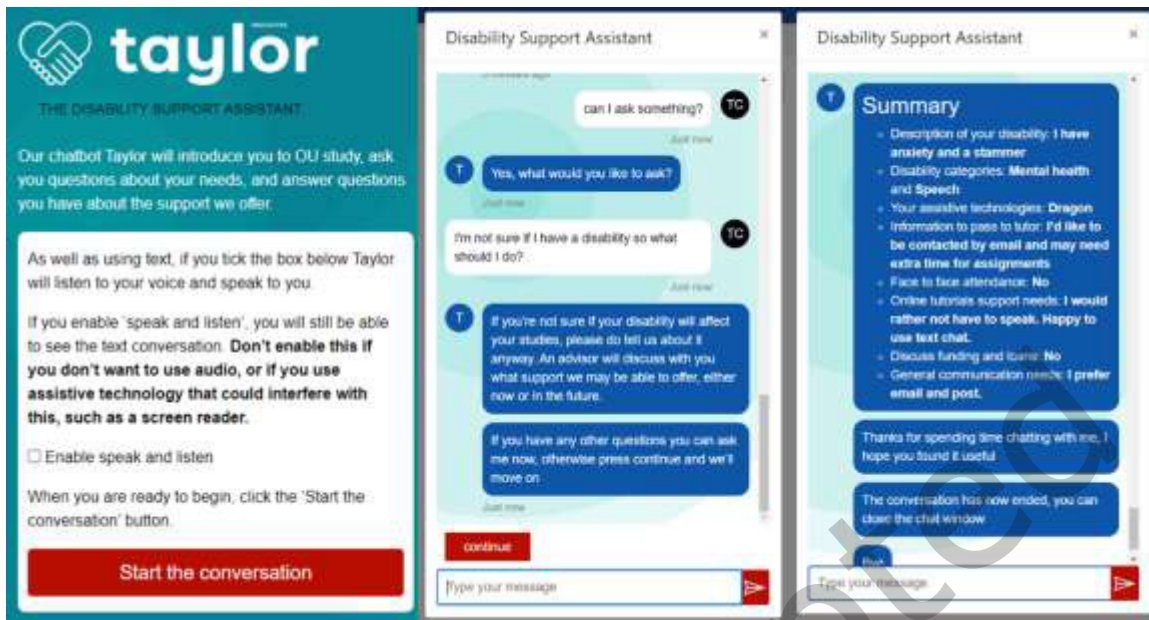 taylor
THE DISABILITY SUPPORT ASSISTANT
Our chatbot Taylor will introduce you to OU study, ask
you questions about your needs, and answer questions
you have about the support we offer.
As well as using text, if you tick the box below Taylor
will listen to your voice and speak to you.
If you enable 'speak and listen', you will still be able
to see the text conversation. Don't enable this if
you don't want to use audio, or if you use
assistive technology that could interfere with
this, such as a screen reader.
Enable speak and listen
When you are ready to begin, click the 'Start the
conversation' button.
Start the conversation
Disability Support Assistant
can I ask something?
TC
Just now
T
Yes, what would you like to ask?
Just now
I'm not sure if I have a disability so what
should I do?
TC
Just now
T
If you're not sure if your disability will affect
your studies, please do tell us about it
anyway. An advisor will discuss with you
what support we may be able to offer, either
now or in the future.
If you have any other questions you can ask
me now, otherwise press continue and we'll
move on
Just now
continue
Type your message
Disability Support Assistant
T
Summary
Description of your disability: I have
anxiety and a stammer
Disability categories: Mental health
and Speech
Your assistive technologies: Dragon
Information to pass to tutor: I'd like to
be contacted by email and may need
extra time for assignments
Face to face attendance: No
Online tutorials support needs: I would
rather not have to speak. Happy to
use text chat.
Discuss funding and loans: No
General communication needs: I prefer
email and post.
Thanks for spending time chatting with me, I
hope you found it useful
The conversation has now ended, you can
close the chat window
Type your message